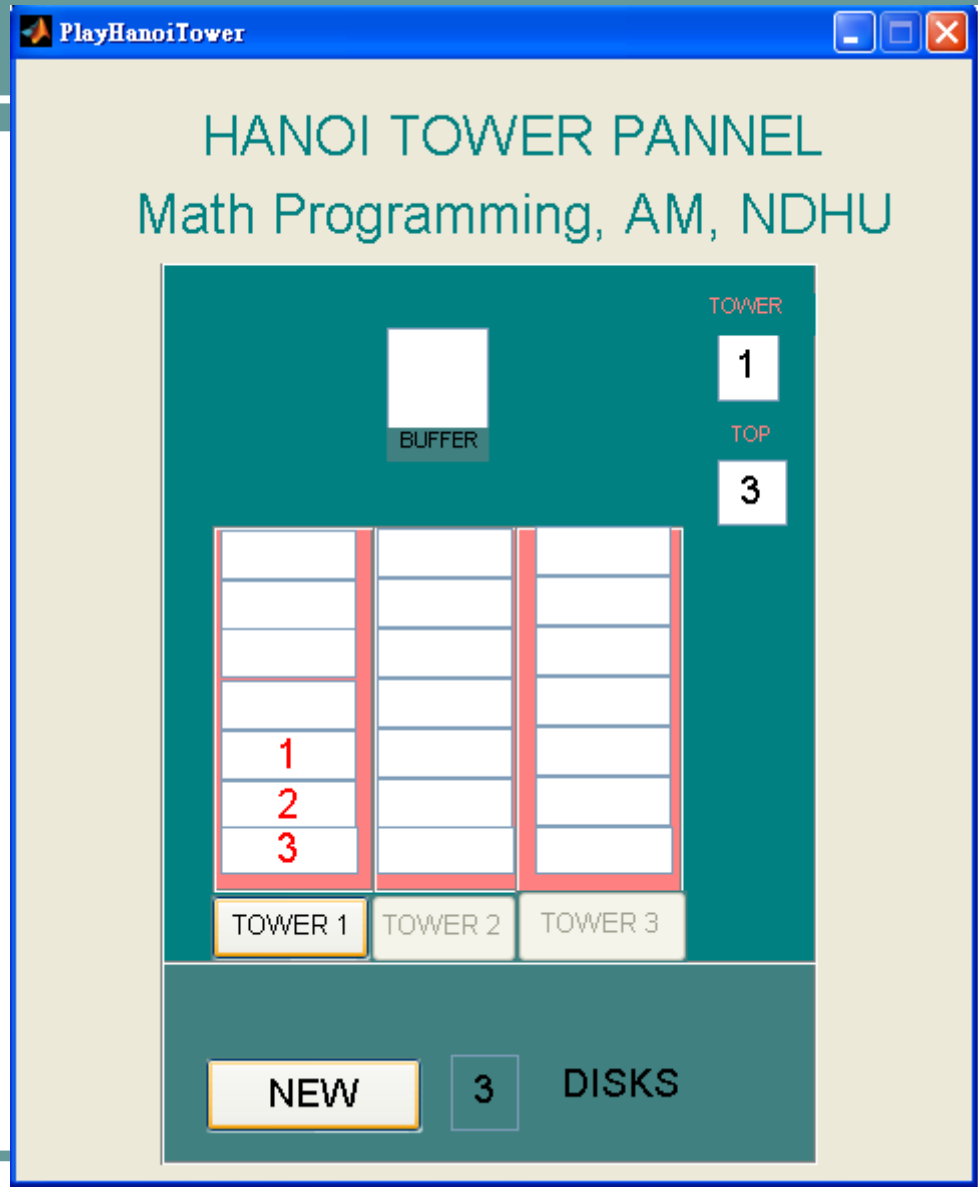 PlayHanoiTower
HANOI TOWER PANNEL
Math Programming, AM, NDHU
TOWER
1
BUFFER
TOP
3
1
2
3
TOWER 1 TOWER 2 TOWER 3
NEW 3 DISKS